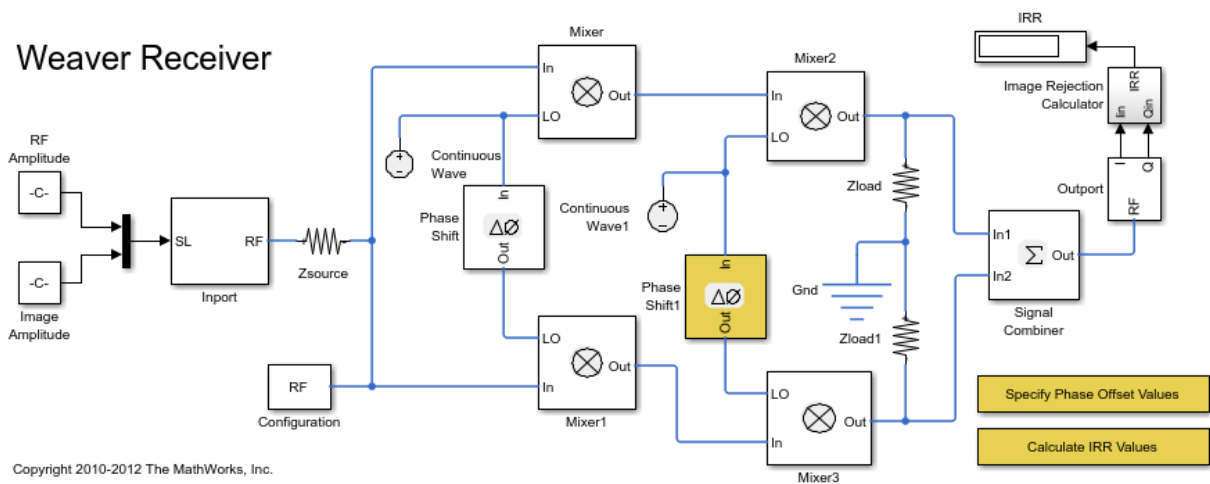 Weaver Receiver
RF
Amplitude
-C-
-C-
Image
Amplitude
SL
RF
Inport
Zsource
RF
Configuration
Mixer
In
LO
Out
Continuous
Wave
Phase
Shift
In
ΔØ
Out
LO
In
Out
Mixer1
Mixer2
In
LO
Out
Continuous
Wave1
Phase
Shift1
In
ΔØ
Out
LO
In
Out
Mixer3
Zload
Gnd
Zload1
In1
In2
Σ
Out
Signal
Combiner
IRR
Image Rejection
Calculator
IRR
Iin
Qin
I
Q
RF
Outport
Specify Phase Offset Values
Calculate IRR Values
Copyright 2010-2012 The MathWorks, Inc.